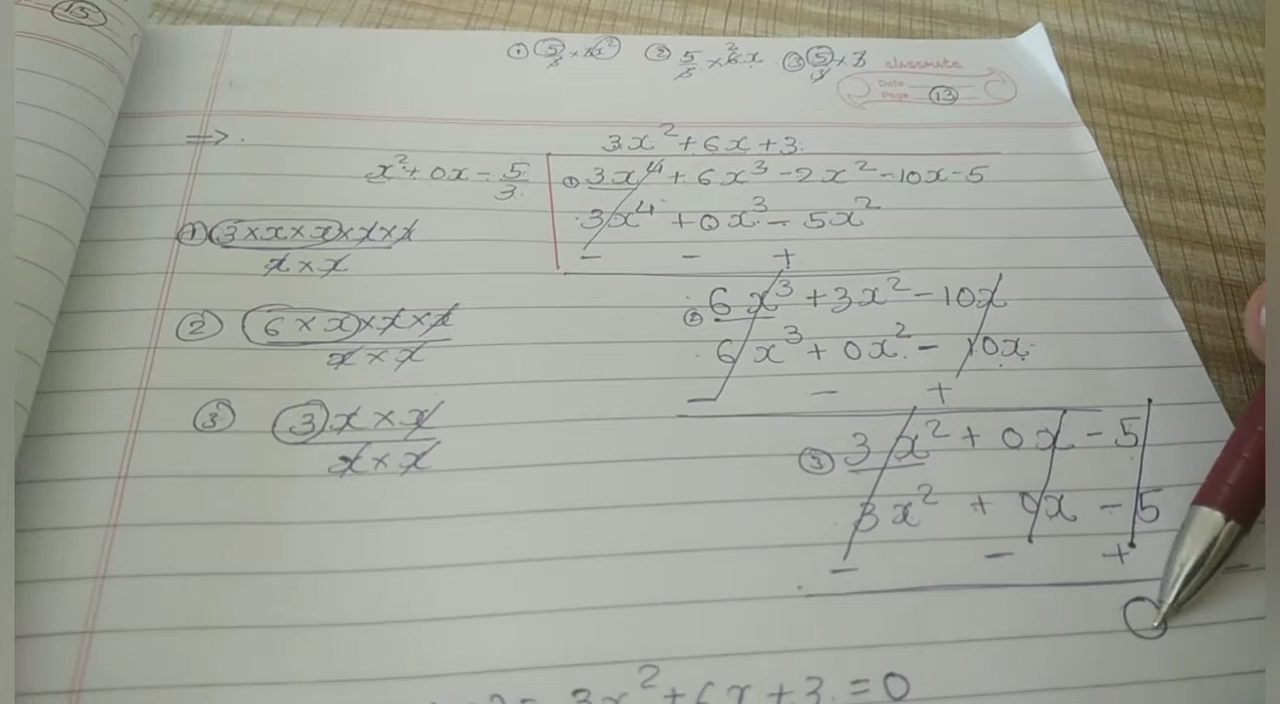 15
① 5/3 × 3x² ② 5/3 × 6x 2 ③ 5/3 × 3
classmate
Date
Page 13
=> .
3x² + 6x + 3
x² + 0x - 5/3 ① 3x⁴ + 6x³ - 2x² - 10x - 5
3x⁴ + 0x³ - 5x²
- - +
① 3 × x × x × x × x / x × x
② 6x³ + 3x² - 10x
② 6 × x × x × x / x × x
6x³ + 0x² - 10x
- - +
③ 3 x × x / x × x
③ 3x² + 0x - 5
3x² + 0x - 5
- - +
0
= 3x² + 6x + 3 = 0